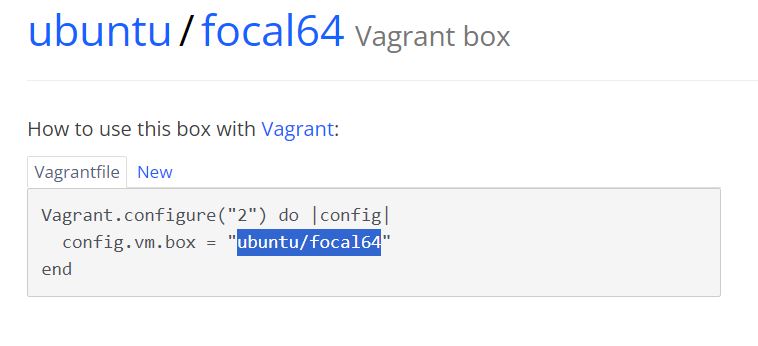 ubuntu / focal64 Vagrant box
How to use this box with Vagrant:
Vagrantfile New
Vagrant.configure("2") do |config|
  config.vm.box = "ubuntu/focal64"
end